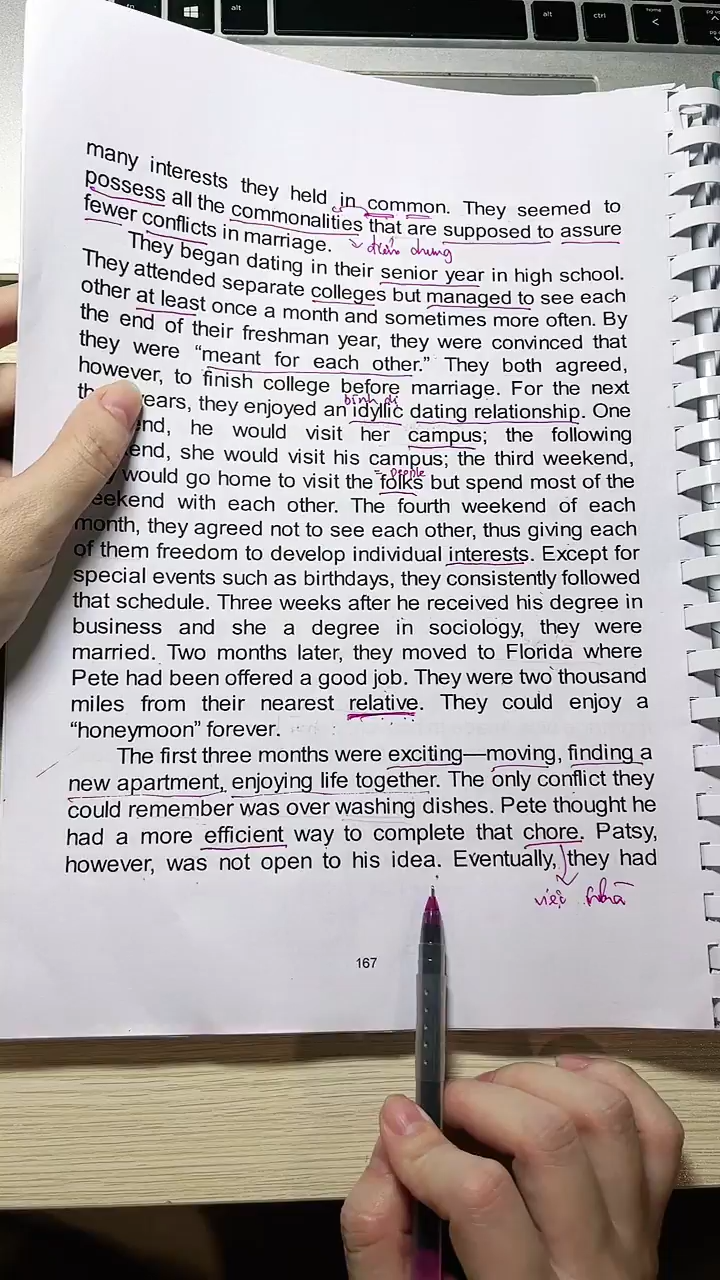 alt
alt
ctrl
home
many interests they held in common. They seemed to
possess all the commonalities that are supposed to assure
fewer conflicts in marriage.
điểm chung
They began dating in their senior year in high school.
They attended separate colleges but managed to see each
other at least once a month and sometimes more often. By
the end of their freshman year, they were convinced that
they were “meant for each other.” They both agreed,
however, to finish college before marriage. For the next
bình dị
years, they enjoyed an idyllic dating relationship. One
end, he would visit her campus; the following
end, she would visit his campus; the third weekend,
= people
would go home to visit the folks but spend most of the
eekend with each other. The fourth weekend of each
month, they agreed not to see each other, thus giving each
of them freedom to develop individual interests. Except for
special events such as birthdays, they consistently followed
that schedule. Three weeks after he received his degree in
business and she a degree in sociology, they were
married. Two months later, they moved to Florida where
Pete had been offered a good job. They were two thousand
miles from their nearest relative. They could enjoy a
“honeymoon” forever.
The first three months were exciting—moving, finding a
new apartment, enjoying life together. The only conflict they
could remember was over washing dishes. Pete thought he
had a more efficient way to complete that chore. Patsy,
however, was not open to his idea. Eventually, they had
việc nhà
167